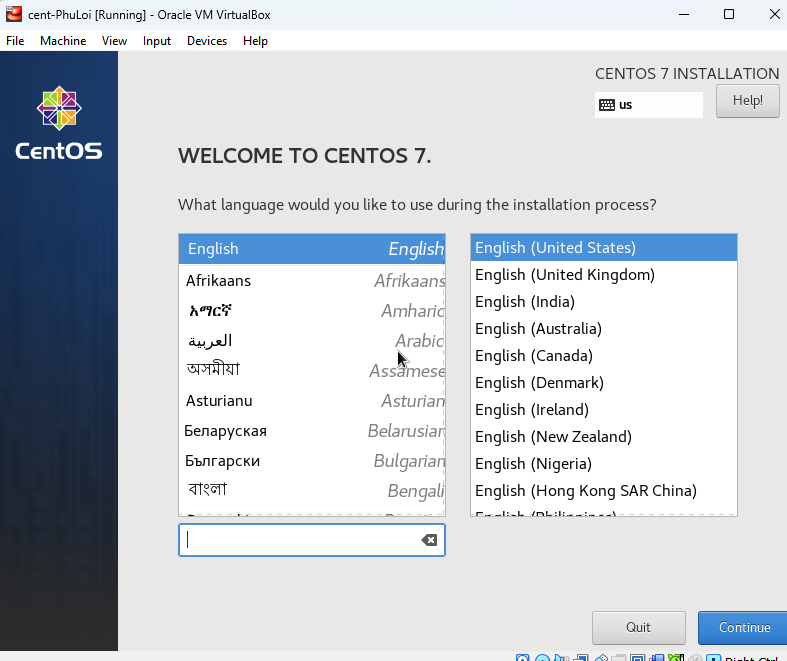 cent-PhuLoi [Running] - Oracle VM VirtualBox
File Machine View Input Devices Help
CENTOS 7 INSTALLATION
us
Help!
CentOS
WELCOME TO CENTOS 7.
What language would you like to use during the installation process?
English English
Afrikaans Afrikaans
አማርኛ Amharic
العربية Arabic
অসমীয়া Assamese
Asturianu Asturian
Беларуская Belarusian
Български Bulgarian
বাংলা Bengali
English (United States)
English (United Kingdom)
English (India)
English (Australia)
English (Canada)
English (Denmark)
English (Ireland)
English (New Zealand)
English (Nigeria)
English (Hong Kong SAR China)
English (Philippines)
Quit
Continue
Right Ctrl